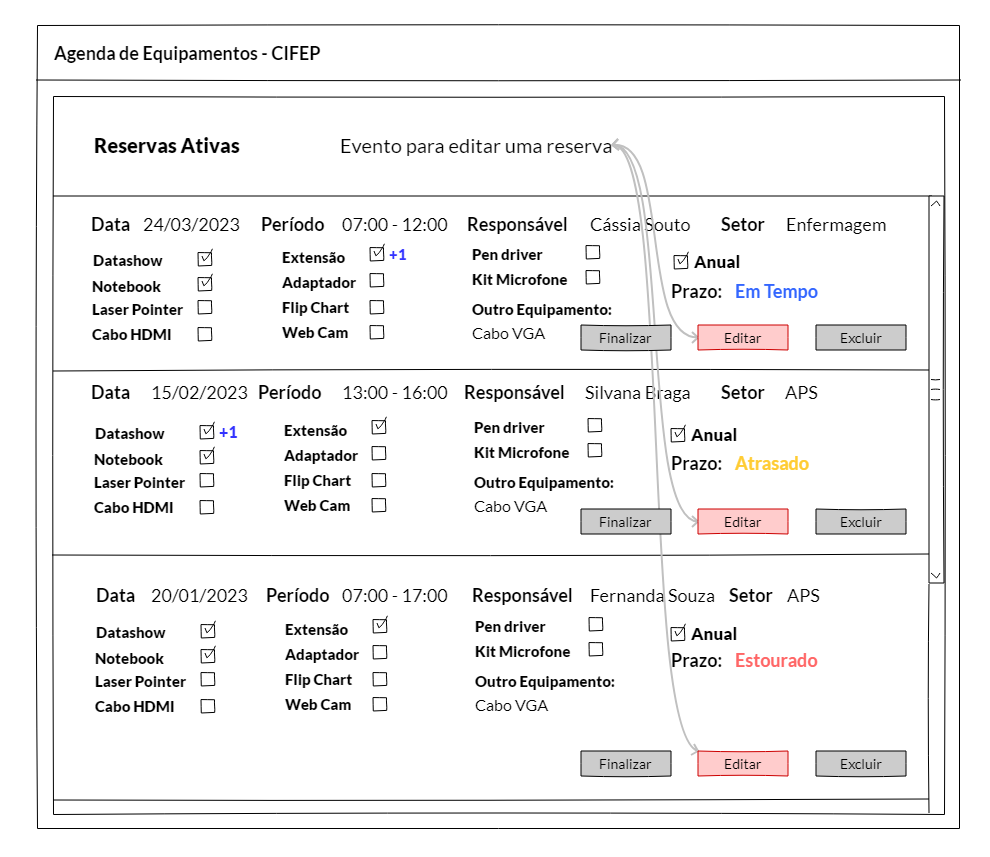 Agenda de Equipamentos - CIFEP
Reservas Ativas
Evento para editar uma reserva
Data 24/03/2023 Período 07:00 - 12:00 Responsável Cássia Souto Setor Enfermagem
Datashow Extensão +1 Pen driver Anual
Notebook Adaptador Kit Microfone Prazo: Em Tempo
Laser Pointer Flip Chart Outro Equipamento:
Cabo HDMI Web Cam Cabo VGA Finalizar Editar Excluir
Data 15/02/2023 Período 13:00 - 16:00 Responsável Silvana Braga Setor APS
Datashow +1 Extensão Pen driver Anual
Notebook Adaptador Kit Microfone Prazo: Atrasado
Laser Pointer Flip Chart Outro Equipamento:
Cabo HDMI Web Cam Cabo VGA
Finalizar Editar Excluir
Data 20/01/2023 Período 07:00 - 17:00 Responsável Fernanda Souza Setor APS
Datashow Extensão Pen driver Anual
Notebook Adaptador Kit Microfone Prazo: Estourado
Laser Pointer Flip Chart Outro Equipamento:
Cabo HDMI Web Cam Cabo VGA
Finalizar Editar Excluir